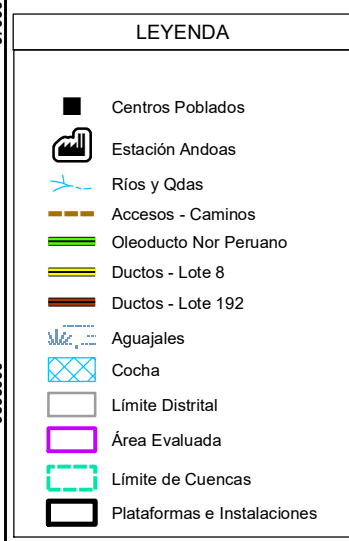 LEYENDA
Centros Poblados
Estación Andoas
Ríos y Qdas
Accesos - Caminos
Oleoducto Nor Peruano
Ductos - Lote 8
Ductos - Lote 192
Aguajales
Cocha
Límite Distrital
Área Evaluada
Límite de Cuencas
Plataformas e Instalaciones